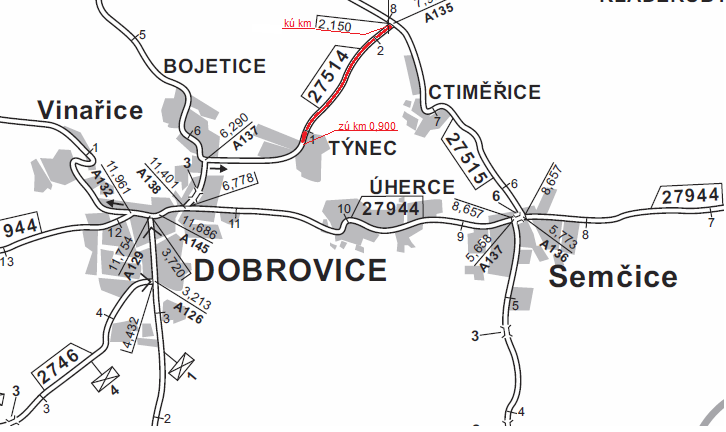 8
kú km 2,150
A135
2
5
BOJETICE
27514
CTIMĚŘICE
Vinařice
6
6,290
A137
7
1
zú km 0,900
27515
TÝNEC
1
3
11,961
A132
A138
11,401
6,778
ÚHERCE
6
6
8,657
8,657
27944
10
27944
944
12
11
11,686
A145
9
8
7
5,773
A136
13
11,754
A129
3,720
5,658
A137
DOBROVICE
Semčice
3,213
A126
4
4,432
3
5
3
2746
4
1
3
3
2
4
3